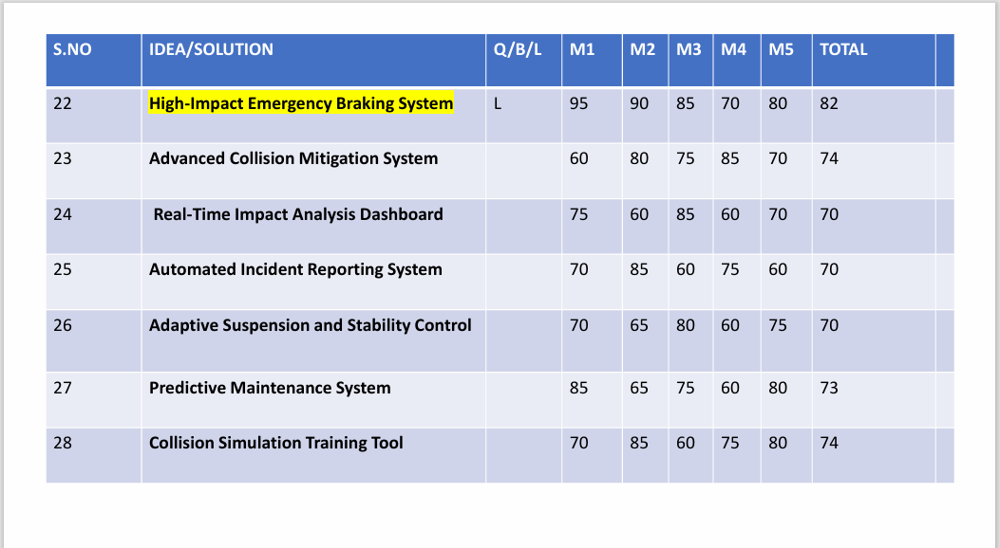 S.NO IDEA/SOLUTION Q/B/L M1 M2 M3 M4 M5 TOTAL
22 High-Impact Emergency Braking System L 95 90 85 70 80 82
23 Advanced Collision Mitigation System 60 80 75 85 70 74
24 Real-Time Impact Analysis Dashboard 75 60 85 60 70 70
25 Automated Incident Reporting System 70 85 60 75 60 70
26 Adaptive Suspension and Stability Control 70 65 80 60 75 70
27 Predictive Maintenance System 85 65 75 60 80 73
28 Collision Simulation Training Tool 70 85 60 75 80 74